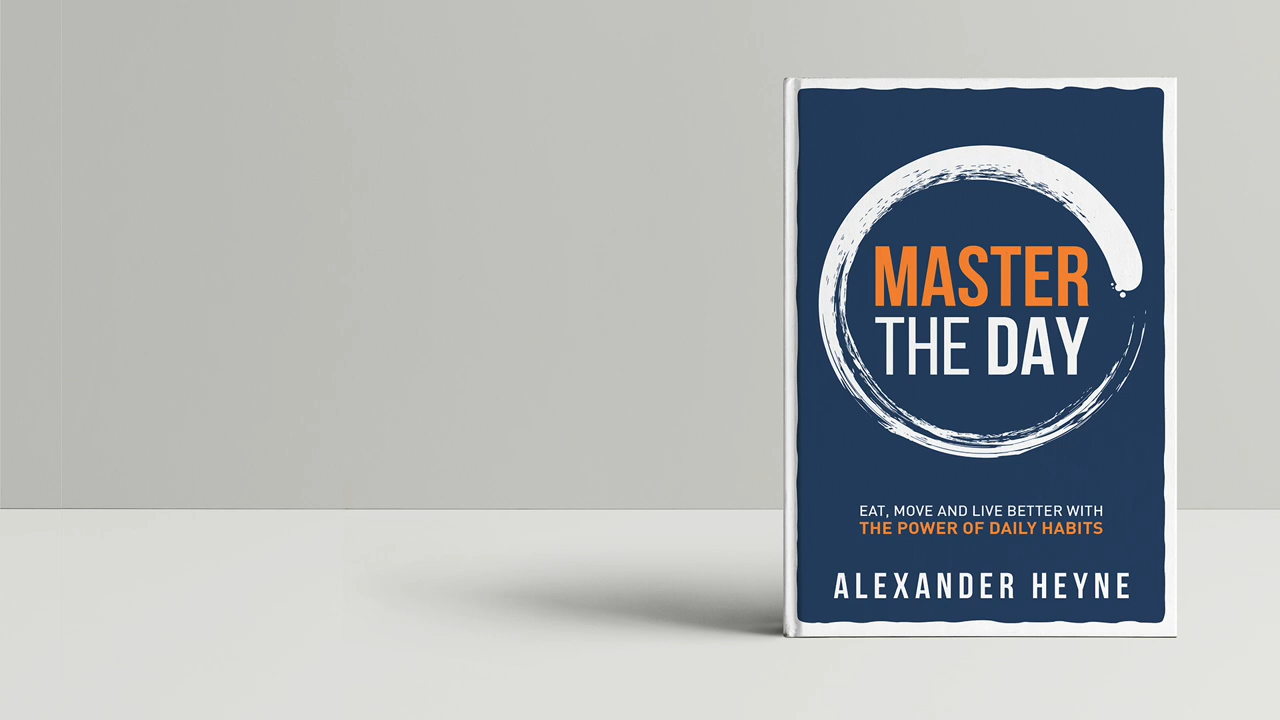 MASTER
THE DAY
EAT, MOVE AND LIVE BETTER WITH
THE POWER OF DAILY HABITS
ALEXANDER HEYNE